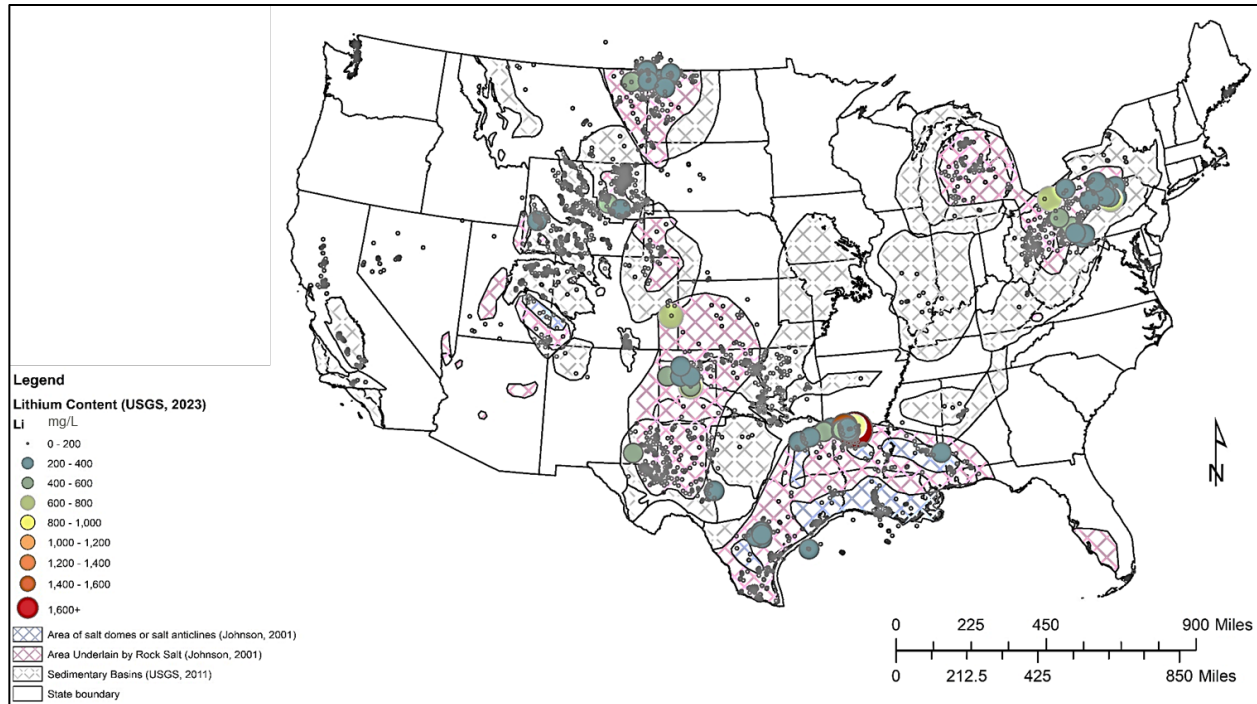 Legend
Lithium Content (USGS, 2023)
Li mg/L
0 - 200
200 - 400
400 - 600
600 - 800
800 - 1,000
1,000 - 1,200
1,200 - 1,400
1,400 - 1,600
1,600+
Area of salt domes or salt anticlines (Johnson, 2001)
Area Underlain by Rock Salt (Johnson, 2001)
Sedimentary Basins (USGS, 2011)
State boundary
N
0 225 450 900 Miles
0 212.5 425 850 Miles